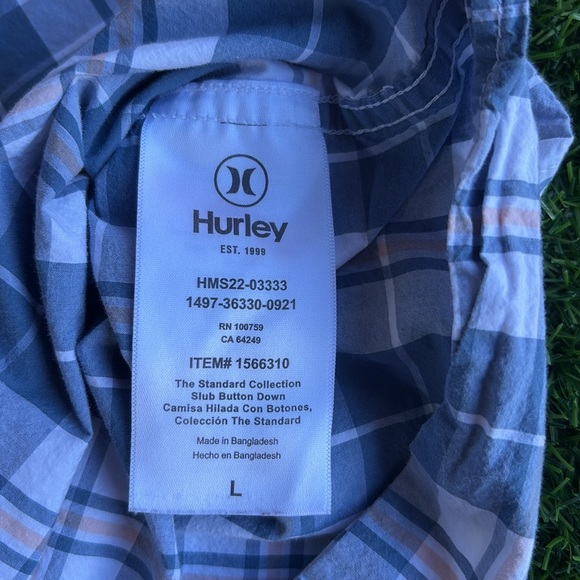 Hurley
EST. 1999
HMS22-03333
1497-36330-0921
RN 100759
CA 64249
ITEM# 1566310
The Standard Collection
Slub Button Down
Camisa Hilada Con Botones,
Colección The Standard
Made in Bangladesh
Hecho en Bangladesh
L